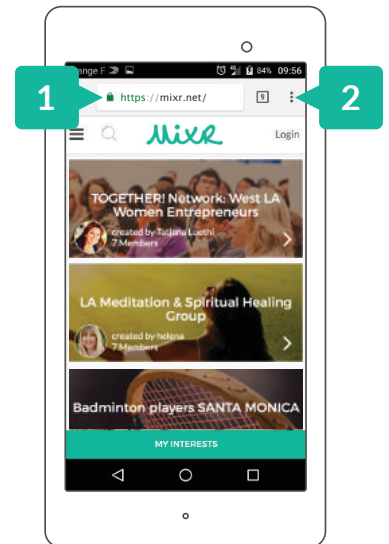 ange F 84% 09:56
1
https://mixr.net/
9
2
MixR
Login
TOGETHER! Network: West LA
Women Entrepreneurs
created by Tatjana Luethi
7 Members
LA Meditation & Spiritual Healing
Group
created by helena
7 Members
Badminton players SANTA MONICA
MY INTERESTS